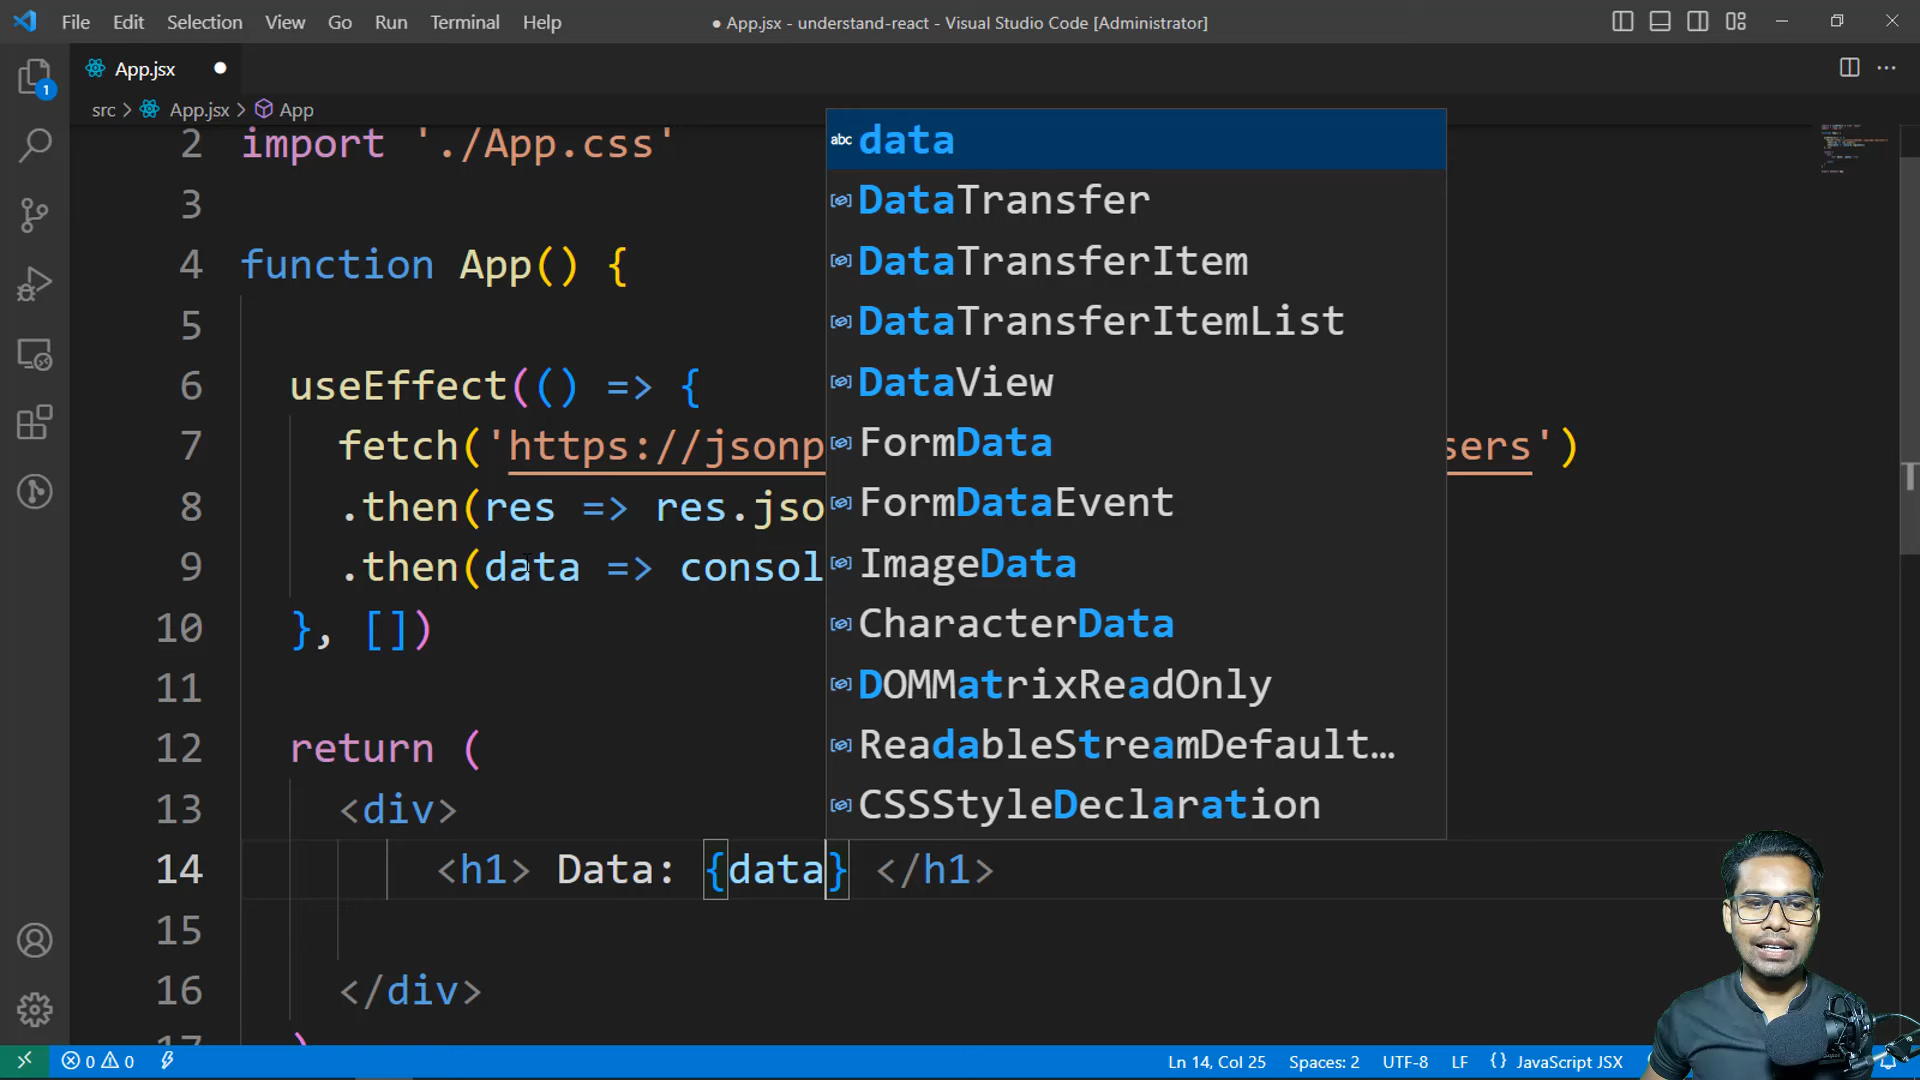 File Edit Selection View Go Run Terminal Help
● App.jsx - understand-react - Visual Studio Code [Administrator]
App.jsx
src > App.jsx > App
1
2 import './App.css'
3
4 function App() {
5
6 useEffect(() => {
7 fetch('https://jsonp sers')
8 .then(res => res.jso
9 .then(data => consol
10 }, [])
11
12 return (
13 <div>
14 <h1> Data: {data} </h1>
15
16 </div>
17 )
abc data
DataTransfer
DataTransferItem
DataTransferItemList
DataView
FormData
FormDataEvent
ImageData
CharacterData
DOMMatrixReadOnly
ReadableStreamDefault…
CSSStyleDeclaration
0 0 Ln 14, Col 25 Spaces: 2 UTF-8 LF {} JavaScript JSX